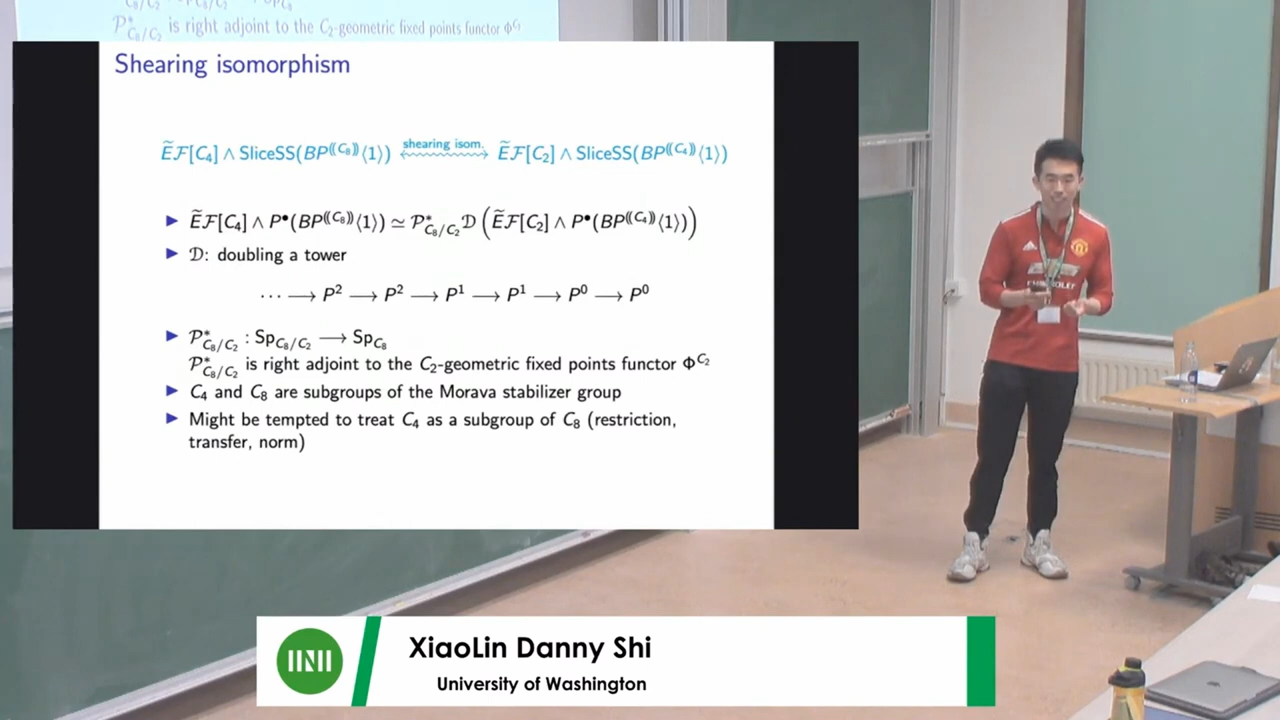 𝒫*_{C₈/C₂} is right adjoint to the C₂-geometric fixed points functor Φ^{C₂}
Shearing isomorphism
ẼℱF[C₄] ∧ SliceSS(BP^{((C₈))}⟨1⟩) shearing isom. ẼF[C₂] ∧ SliceSS(BP^{((C₄))}⟨1⟩)
▶ ẼF[C₄] ∧ P^•(BP^{((C₈))}⟨1⟩) ≃ 𝒫*_{C₈/C₂}𝒟 (ẼF[C₂] ∧ P^•(BP^{((C₄))}⟨1⟩))
▶ 𝒟: doubling a tower
⋯ ⟶ P² ⟶ P² ⟶ P¹ ⟶ P¹ ⟶ P⁰ ⟶ P⁰
▶ 𝒫*_{C₈/C₂} : Sp_{C₈/C₂} ⟶ Sp_{C₈}
𝒫*_{C₈/C₂} is right adjoint to the C₂-geometric fixed points functor Φ^{C₂}
▶ C₄ and C₈ are subgroups of the Morava stabilizer group
▶ Might be tempted to treat C₄ as a subgroup of C₈ (restriction,
transfer, norm)
XiaoLin Danny Shi
University of Washington